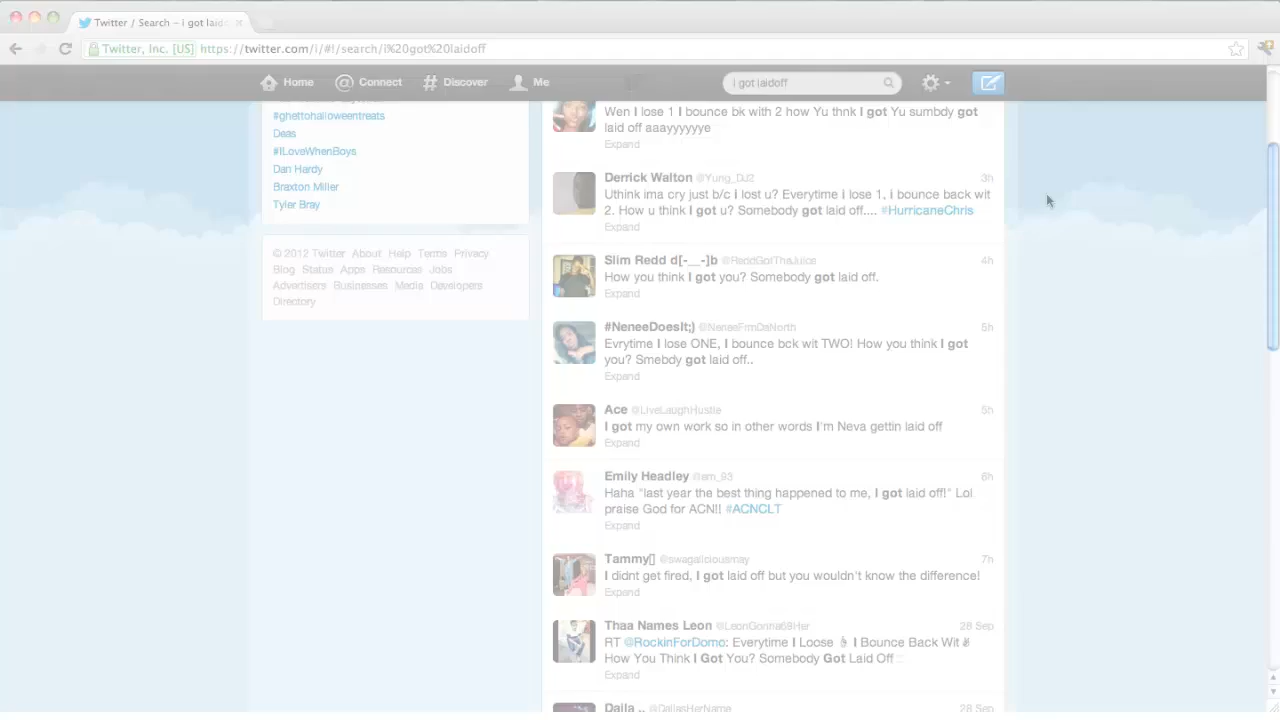 Twitter / Search – i got laido
Twitter, Inc. [US] https://twitter.com/i/#!/search/i%20got%20laidoff
Home Connect Discover Me i got laidoff
#ghettohalloweentreats
Deas
#ILoveWhenBoys
Dan Hardy
Braxton Miller
Tyler Bray
© 2012 Twitter About Help Terms Privacy
Blog Status Apps Resources Jobs
Advertisers Businesses Media Developers
Directory
Wen I lose 1 I bounce bk with 2 how Yu thnk I got Yu sumbdy got
laid off aaayyyyyye
Expand
Derrick Walton @Yung_DJ2 3h
Uthink ima cry just b/c i lost u? Everytime i lose 1, i bounce back wit
2. How u think I got u? Somebody got laid off.... #HurricaneChris
Expand
Slim Redd d[-__-]b @ReddGotThaJuice 4h
How you think I got you? Somebody got laid off.
Expand
#NeneeDoesIt;) @NeneeFrmDaNorth 5h
Evrytime I lose ONE, I bounce bck wit TWO! How you think I got
you? Smebdy got laid off..
Expand
Ace @LiveLaughHustle 5h
I got my own work so in other words I'm Neva gettin laid off
Expand
Emily Headley @em_93 6h
Haha "last year the best thing happened to me, I got laid off!" Lol
praise God for ACN!! #ACNCLT
Expand
Tammy[] @swagaliciousmay 7h
I didnt get fired, I got laid off but you wouldn't know the difference!
Expand
Thaa Names Leon @LeonGonna69Her 28 Sep
RT @RockinForDomo: Everytime I Loose ☝ I Bounce Back Wit ✌
How You Think I Got You? Somebody Got Laid Off
Expand
Daila .. @DallasHerName 28 Sep